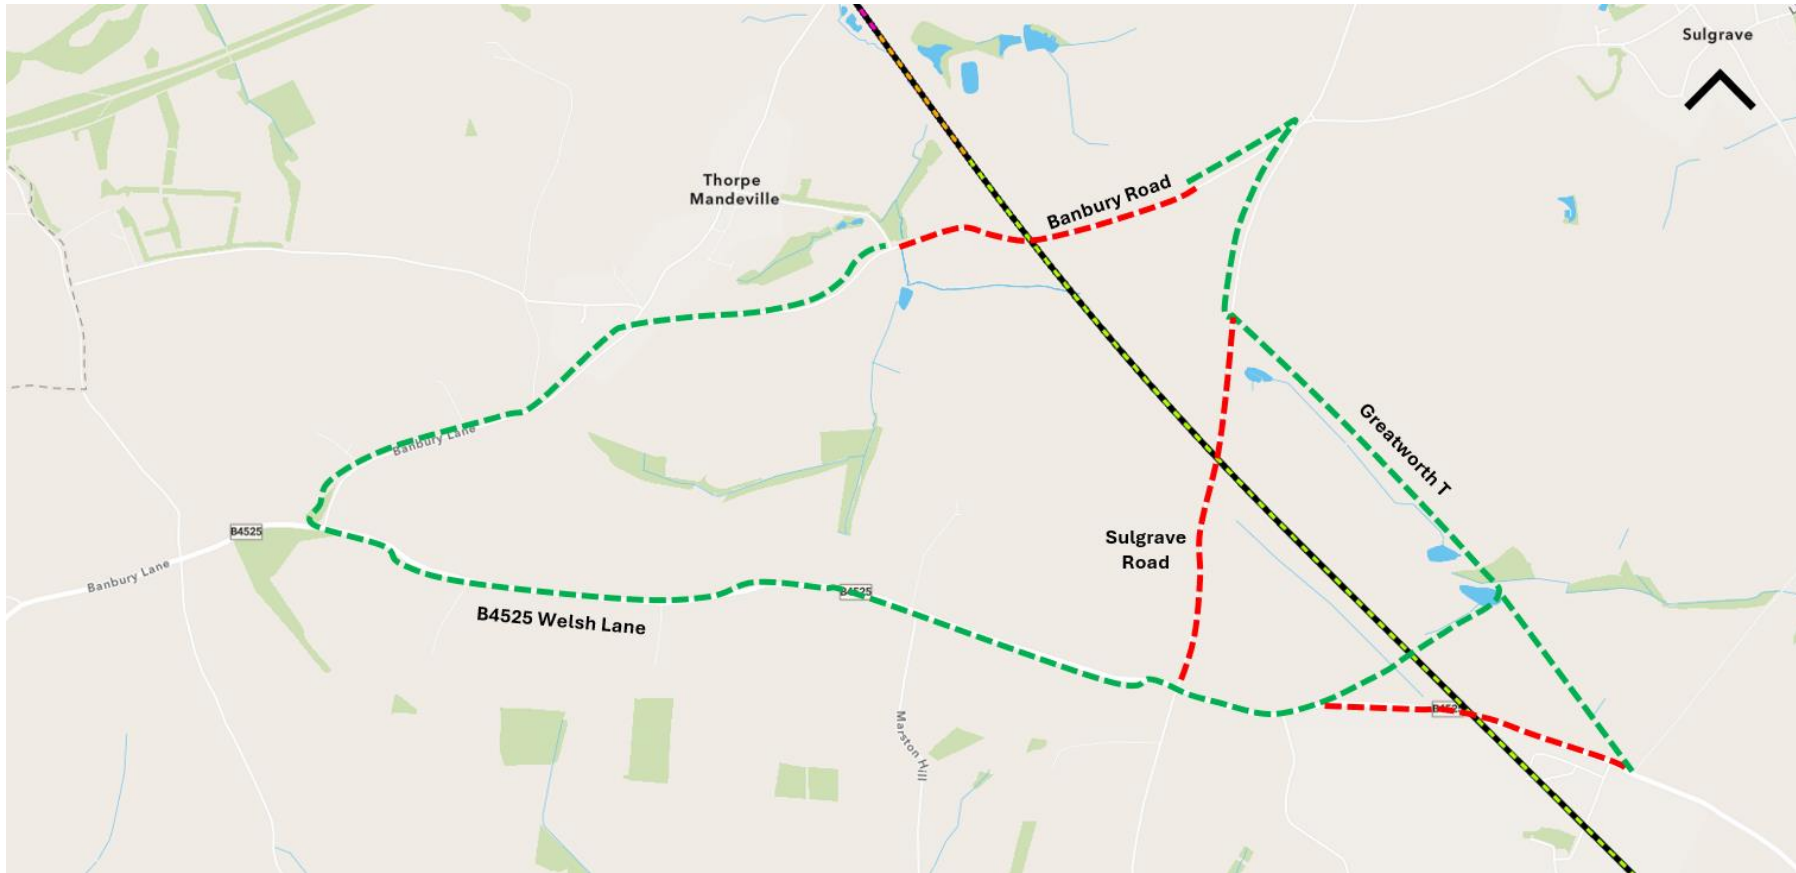 Sulgrave
Thorpe
Mandeville
Banbury Road
Greatworth T
Banbury Lane
B4525
Sulgrave
Road
Banbury Lane
B4525
B4525 Welsh Lane
B4525
Marston Hill